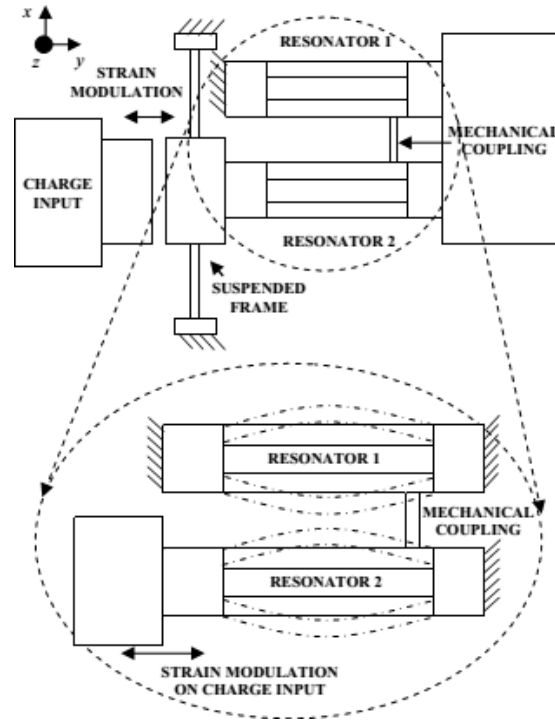 x
z
y
STRAIN
MODULATION
RESONATOR 1
MECHANICAL
COUPLING
CHARGE
INPUT
RESONATOR 2
SUSPENDED
FRAME
RESONATOR 1
MECHANICAL
COUPLING
RESONATOR 2
STRAIN MODULATION
ON CHARGE INPUT